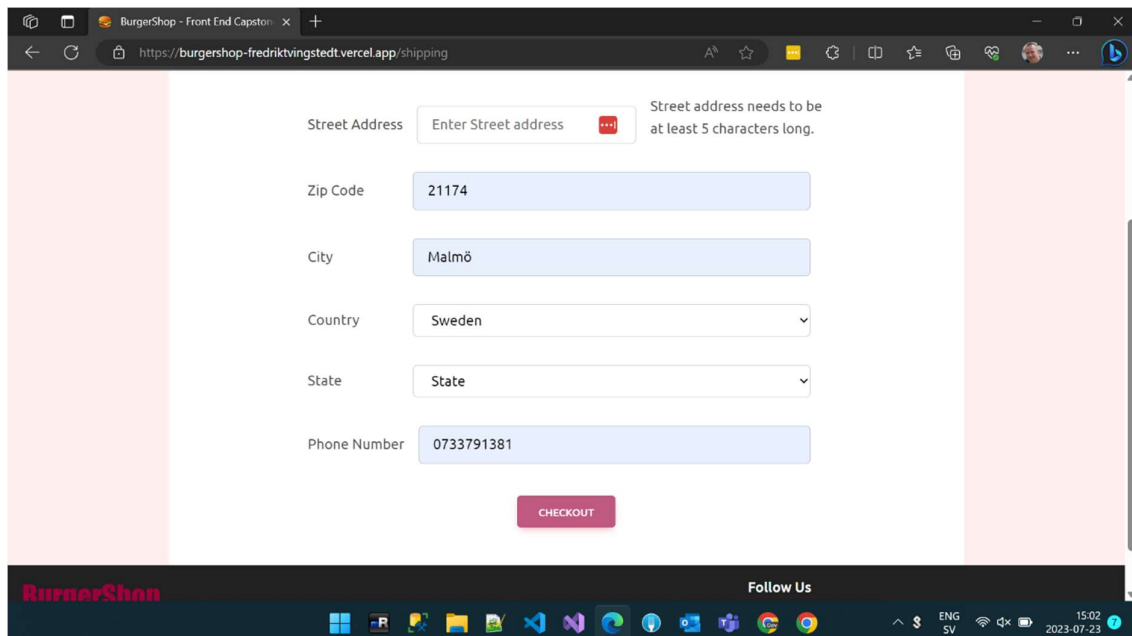 BurgerShop - Front End Capston
https://burgershop-fredriktvingstedt.vercel.app/shipping
Street Address
Enter Street address
Street address needs to be
at least 5 characters long.
Zip Code
21174
City
Malmö
Country
Sweden
State
State
Phone Number
0733791381
CHECKOUT
BurgerShop
Follow Us
ENG
SV
15:02
2023-07-23
7